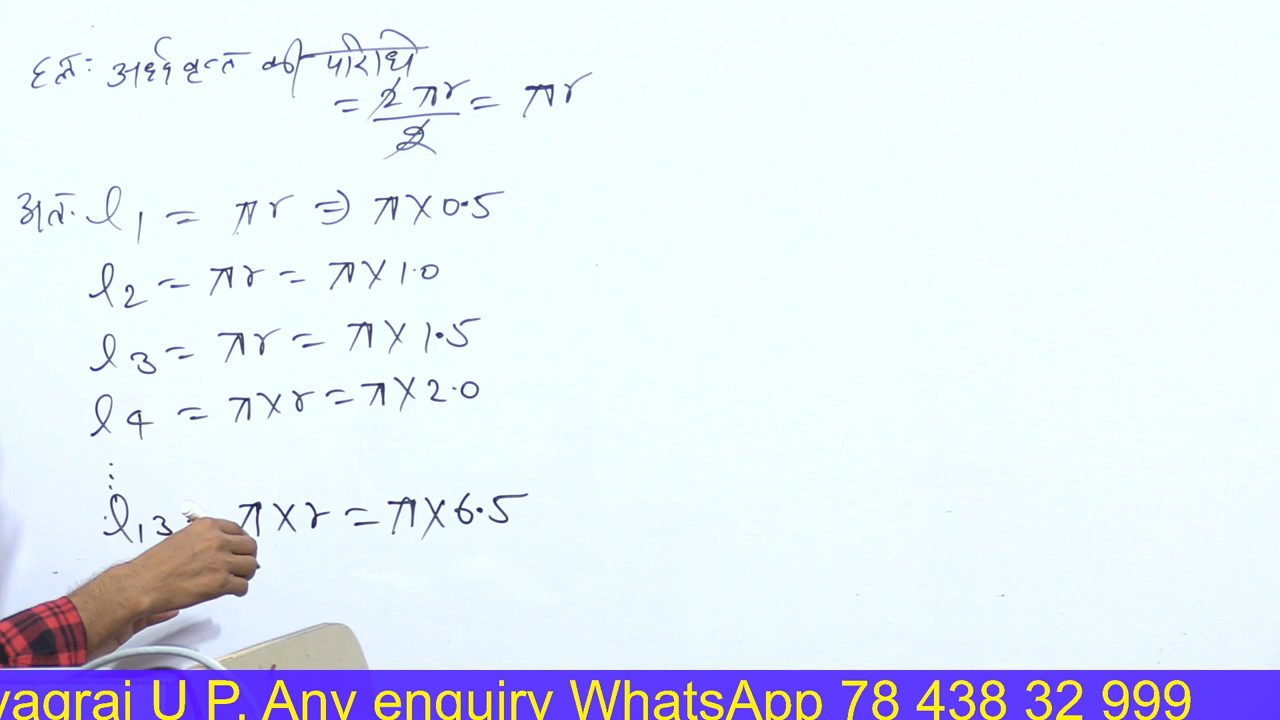 हलः अर्धवृत्त की परिधि
= 2πr/2 = πr
अतः l1 = πr ⇒ π×0.5
l2 = πr = π×1.0
l3 = πr = π×1.5
l4 = π×r = π×2.0
⋮
l13 = π×r = π×6.5
yagraj U P. Any enquiry WhatsApp 78 438 32 999